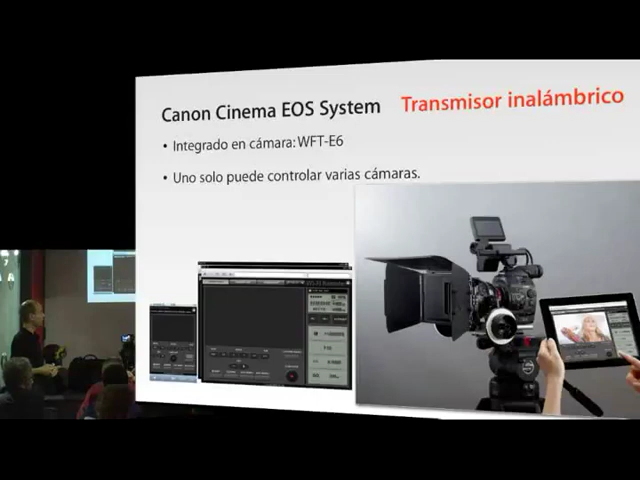 Canon Cinema EOS System Transmisor inalámbrico
• Integrado en cámara: WFT-E6
• Uno solo puede controlar varias cámaras.